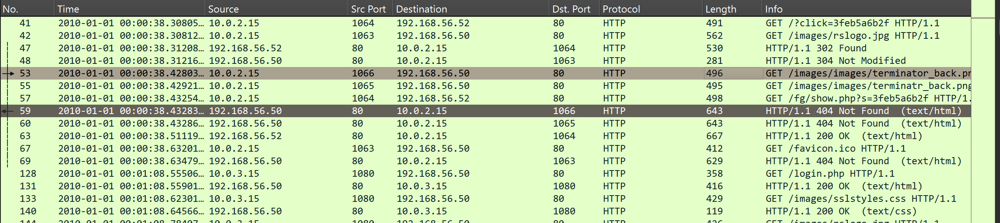 No. Time Source Src Port Destination Dst. Port Protocol Length Info
41 2010-01-01 00:00:38.30805… 10.0.2.15 1064 192.168.56.52 80 HTTP 491 GET /?click=3feb5a6b2f HTTP/1.1
42 2010-01-01 00:00:38.30812… 10.0.2.15 1063 192.168.56.50 80 HTTP 562 GET /images/rslogo.jpg HTTP/1.1
47 2010-01-01 00:00:38.31208… 192.168.56.52 80 10.0.2.15 1064 HTTP 530 HTTP/1.1 302 Found
48 2010-01-01 00:00:38.31216… 192.168.56.50 80 10.0.2.15 1063 HTTP 281 HTTP/1.1 304 Not Modified
53 2010-01-01 00:00:38.42803… 10.0.2.15 1066 192.168.56.50 80 HTTP 496 GET /images/images/terminator_back.pn
55 2010-01-01 00:00:38.42921… 10.0.2.15 1065 192.168.56.50 80 HTTP 495 GET /images/images/terminatr_back.png
57 2010-01-01 00:00:38.43254… 10.0.2.15 1064 192.168.56.52 80 HTTP 498 GET /fg/show.php?s=3feb5a6b2f HTTP/1.
59 2010-01-01 00:00:38.43283… 192.168.56.50 80 10.0.2.15 1066 HTTP 643 HTTP/1.1 404 Not Found (text/html)
60 2010-01-01 00:00:38.43286… 192.168.56.50 80 10.0.2.15 1065 HTTP 643 HTTP/1.1 404 Not Found (text/html)
63 2010-01-01 00:00:38.51119… 192.168.56.52 80 10.0.2.15 1064 HTTP 667 HTTP/1.1 200 OK (text/html)
67 2010-01-01 00:00:38.63201… 10.0.2.15 1063 192.168.56.50 80 HTTP 412 GET /favicon.ico HTTP/1.1
69 2010-01-01 00:00:38.63479… 192.168.56.50 80 10.0.2.15 1063 HTTP 629 HTTP/1.1 404 Not Found (text/html)
128 2010-01-01 00:01:08.55506… 10.0.3.15 1080 192.168.56.50 80 HTTP 358 GET /login.php HTTP/1.1
131 2010-01-01 00:01:08.55901… 192.168.56.50 80 10.0.3.15 1080 HTTP 416 HTTP/1.1 200 OK (text/html)
133 2010-01-01 00:01:08.62301… 10.0.3.15 1080 192.168.56.50 80 HTTP 429 GET /images/sslstyles.css HTTP/1.1
140 2010-01-01 00:01:08.64566… 192.168.56.50 80 10.0.3.15 1080 HTTP 119 HTTP/1.1 200 OK (text/css)